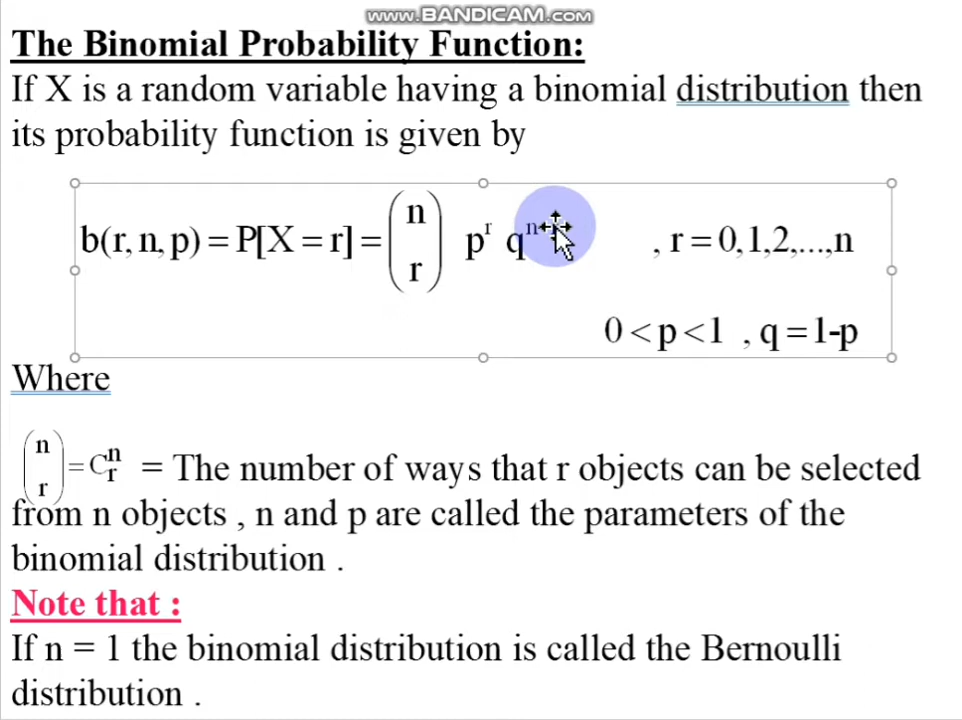 www.BANDICAM.com
The Binomial Probability Function:
If X is a random variable having a binomial distribution then
its probability function is given by
b(r, n, p) = P[X = r] = (n r) p^r q^n , r = 0,1,2,...,n
0 < p < 1 , q = 1-p
Where
(n r) = C^n_r = The number of ways that r objects can be selected
from n objects , n and p are called the parameters of the
binomial distribution .
Note that :
If n = 1 the binomial distribution is called the Bernoulli
distribution .